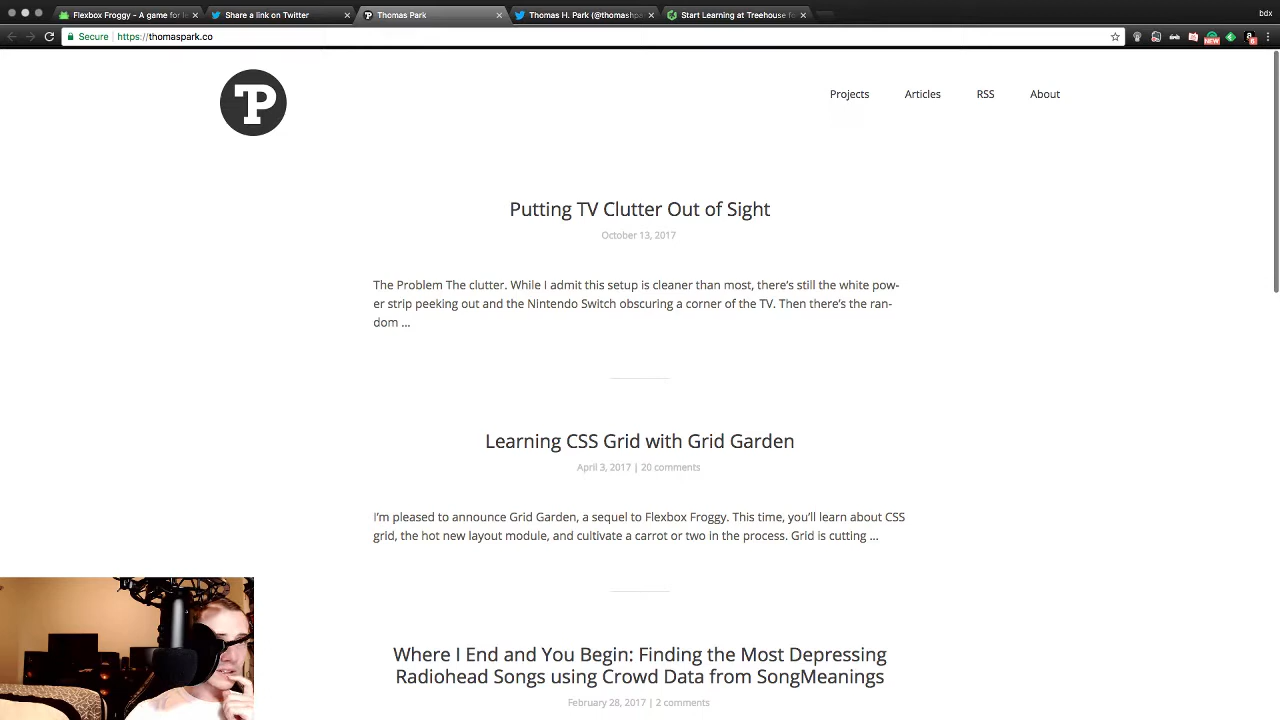 Flexbox Froggy - A game for le
Share a link on Twitter
Thomas Park
Thomas H. Park (@thomashpa
Start Learning at Treehouse fo
bdx
Secure
https://thomaspark.co
NEW
6
TP
Projects
Articles
RSS
About
Putting TV Clutter Out of Sight
October 13, 2017
The Problem The clutter. While I admit this setup is cleaner than most, there's still the white pow-
er strip peeking out and the Nintendo Switch obscuring a corner of the TV. Then there's the ran-
dom ...
Learning CSS Grid with Grid Garden
April 3, 2017 | 20 comments
I'm pleased to announce Grid Garden, a sequel to Flexbox Froggy. This time, you'll learn about CSS
grid, the hot new layout module, and cultivate a carrot or two in the process. Grid is cutting ...
Where I End and You Begin: Finding the Most Depressing
Radiohead Songs using Crowd Data from SongMeanings
February 28, 2017 | 2 comments